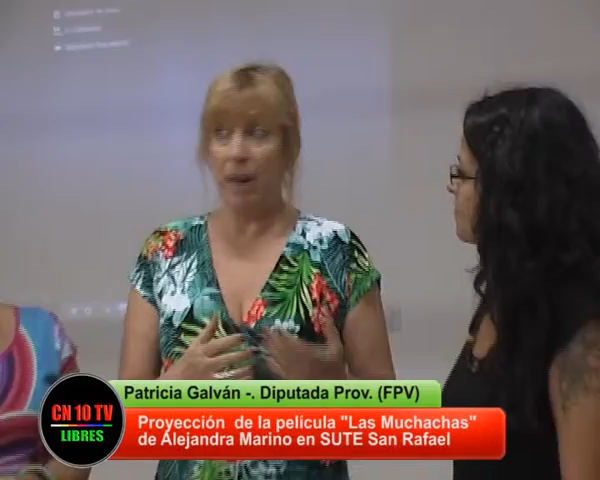 Patricia Galván -. Diputada Prov. (FPV)
CN 10 TV
LIBRES
Proyección de la película "Las Muchachas"
de Alejandra Marino en SUTE San Rafael